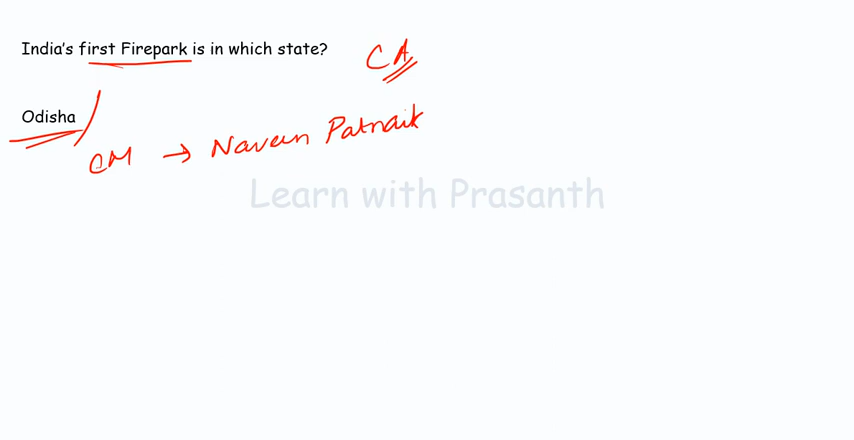 India's first Firepark is in which state?
CA
Odisha
CM → Naveen Patnaik
Learn with Prasanth